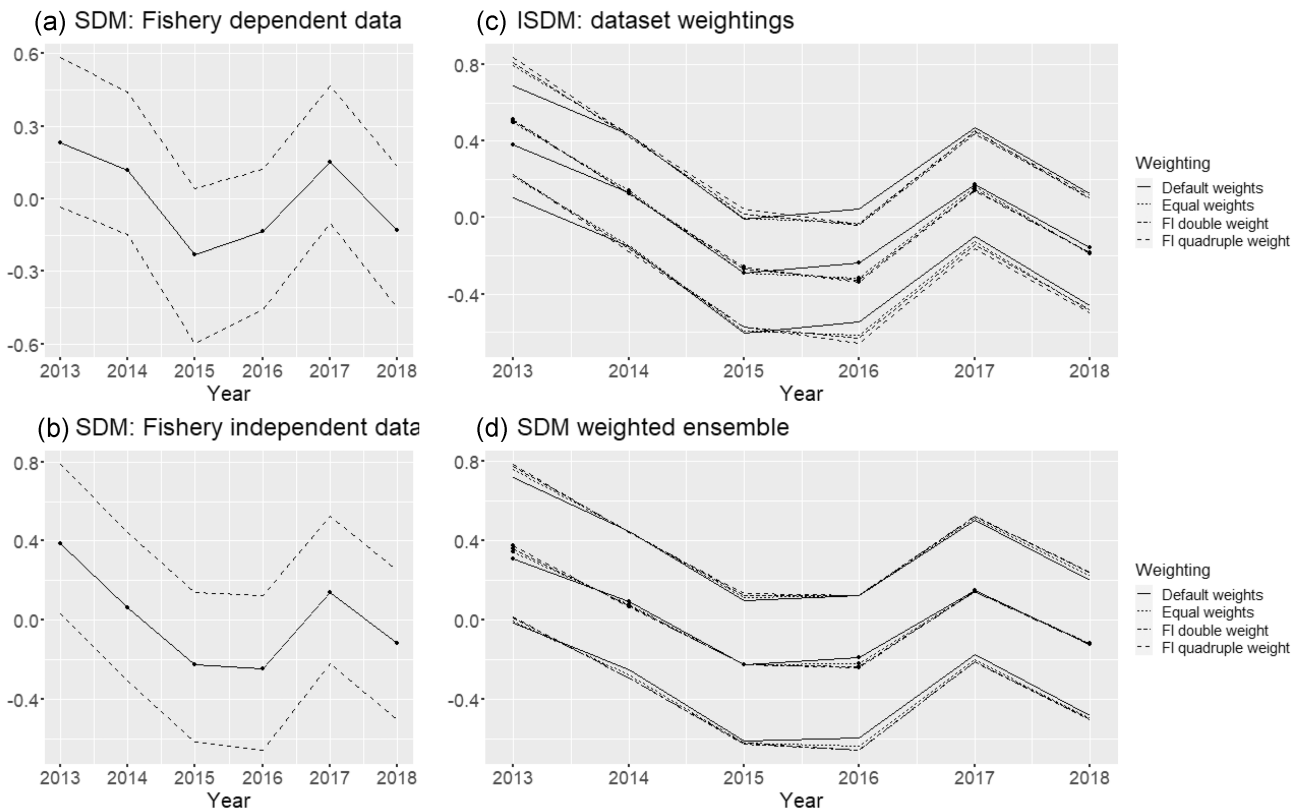 (a) SDM: Fishery dependent data
0.6
0.3
0.0
-0.3
-0.6
2013 2014 2015 2016 2017 2018
Year
(c) ISDM: dataset weightings
0.8
0.4
0.0
-0.4
2013 2014 2015 2016 2017 2018
Year
Weighting
Default weights
Equal weights
FI double weight
FI quadruple weight
(b) SDM: Fishery independent data
0.8
0.4
0.0
-0.4
2013 2014 2015 2016 2017 2018
Year
(d) SDM weighted ensemble
0.8
0.4
0.0
-0.4
2013 2014 2015 2016 2017 2018
Year
Weighting
Default weights
Equal weights
FI double weight
FI quadruple weight